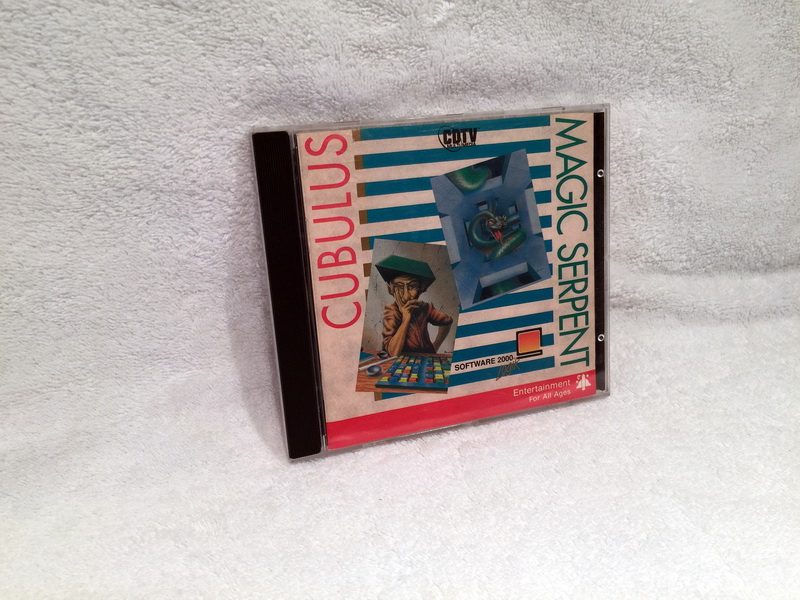 CUBULUS
CDTV
MAGIC SERPENT
SOFTWARE 2000
Entertainment
For All Ages